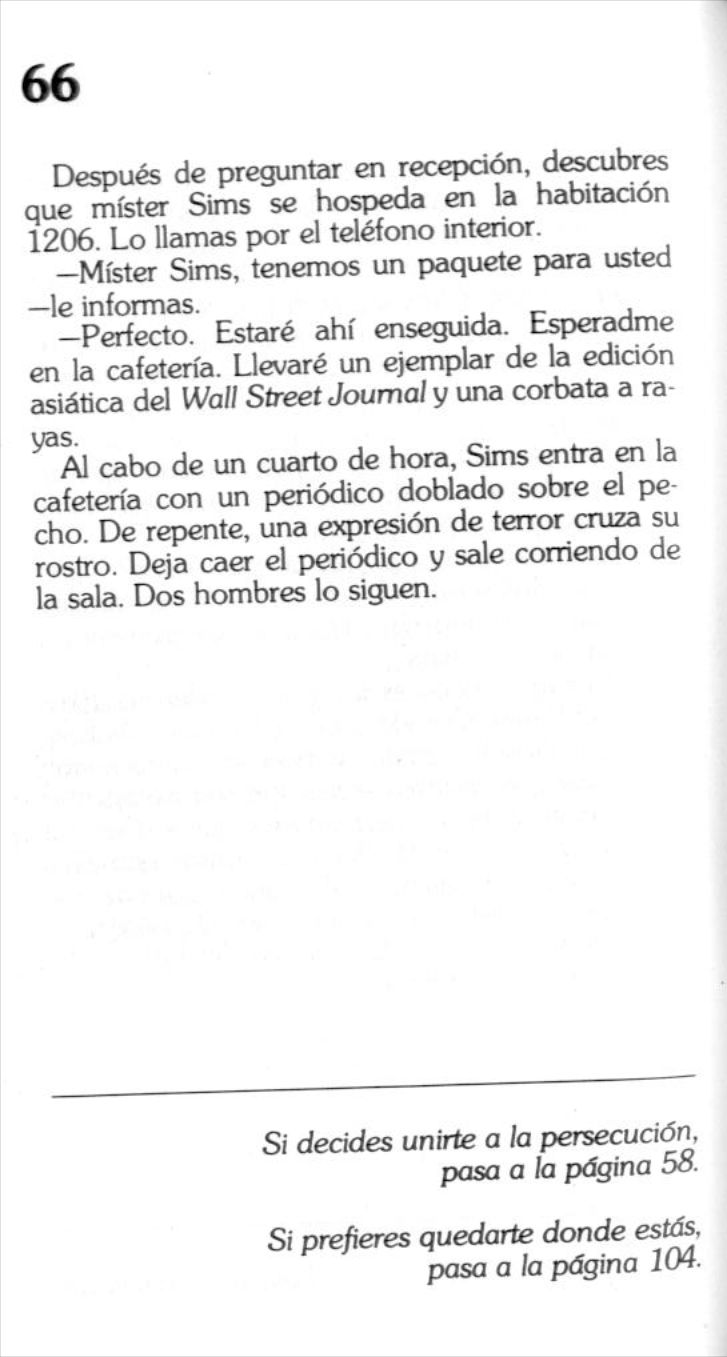 66
Después de preguntar en recepción, descubres
que míster Sims se hospeda en la habitación
1206. Lo llamas por el teléfono interior.
—Míster Sims, tenemos un paquete para usted
—le informas.
—Perfecto. Estaré ahí enseguida. Esperadme
en la cafetería. Llevaré un ejemplar de la edición
asiática del Wall Street Journal y una corbata a ra-
yas.
Al cabo de un cuarto de hora, Sims entra en la
cafetería con un periódico doblado sobre el pe-
cho. De repente, una expresión de terror cruza su
rostro. Deja caer el periódico y sale corriendo de
la sala. Dos hombres lo siguen.
Si decides unirte a la persecución,
pasa a la página 58.
Si prefieres quedarte donde estás,
pasa a la página 104.